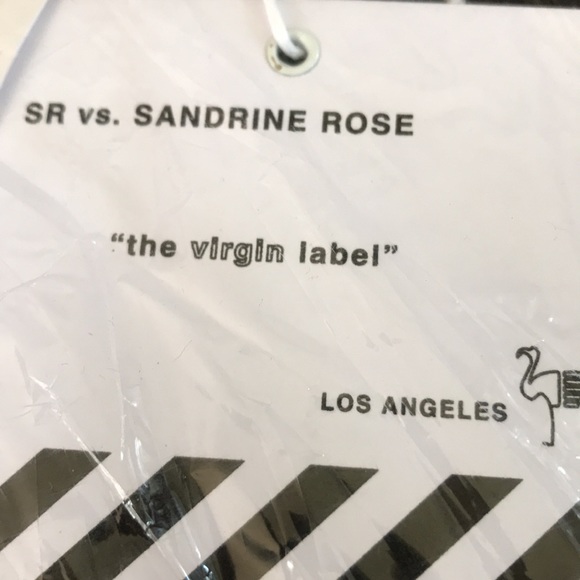 SR vs. SANDRINE ROSE
“the virgin label”
LOS ANGELES